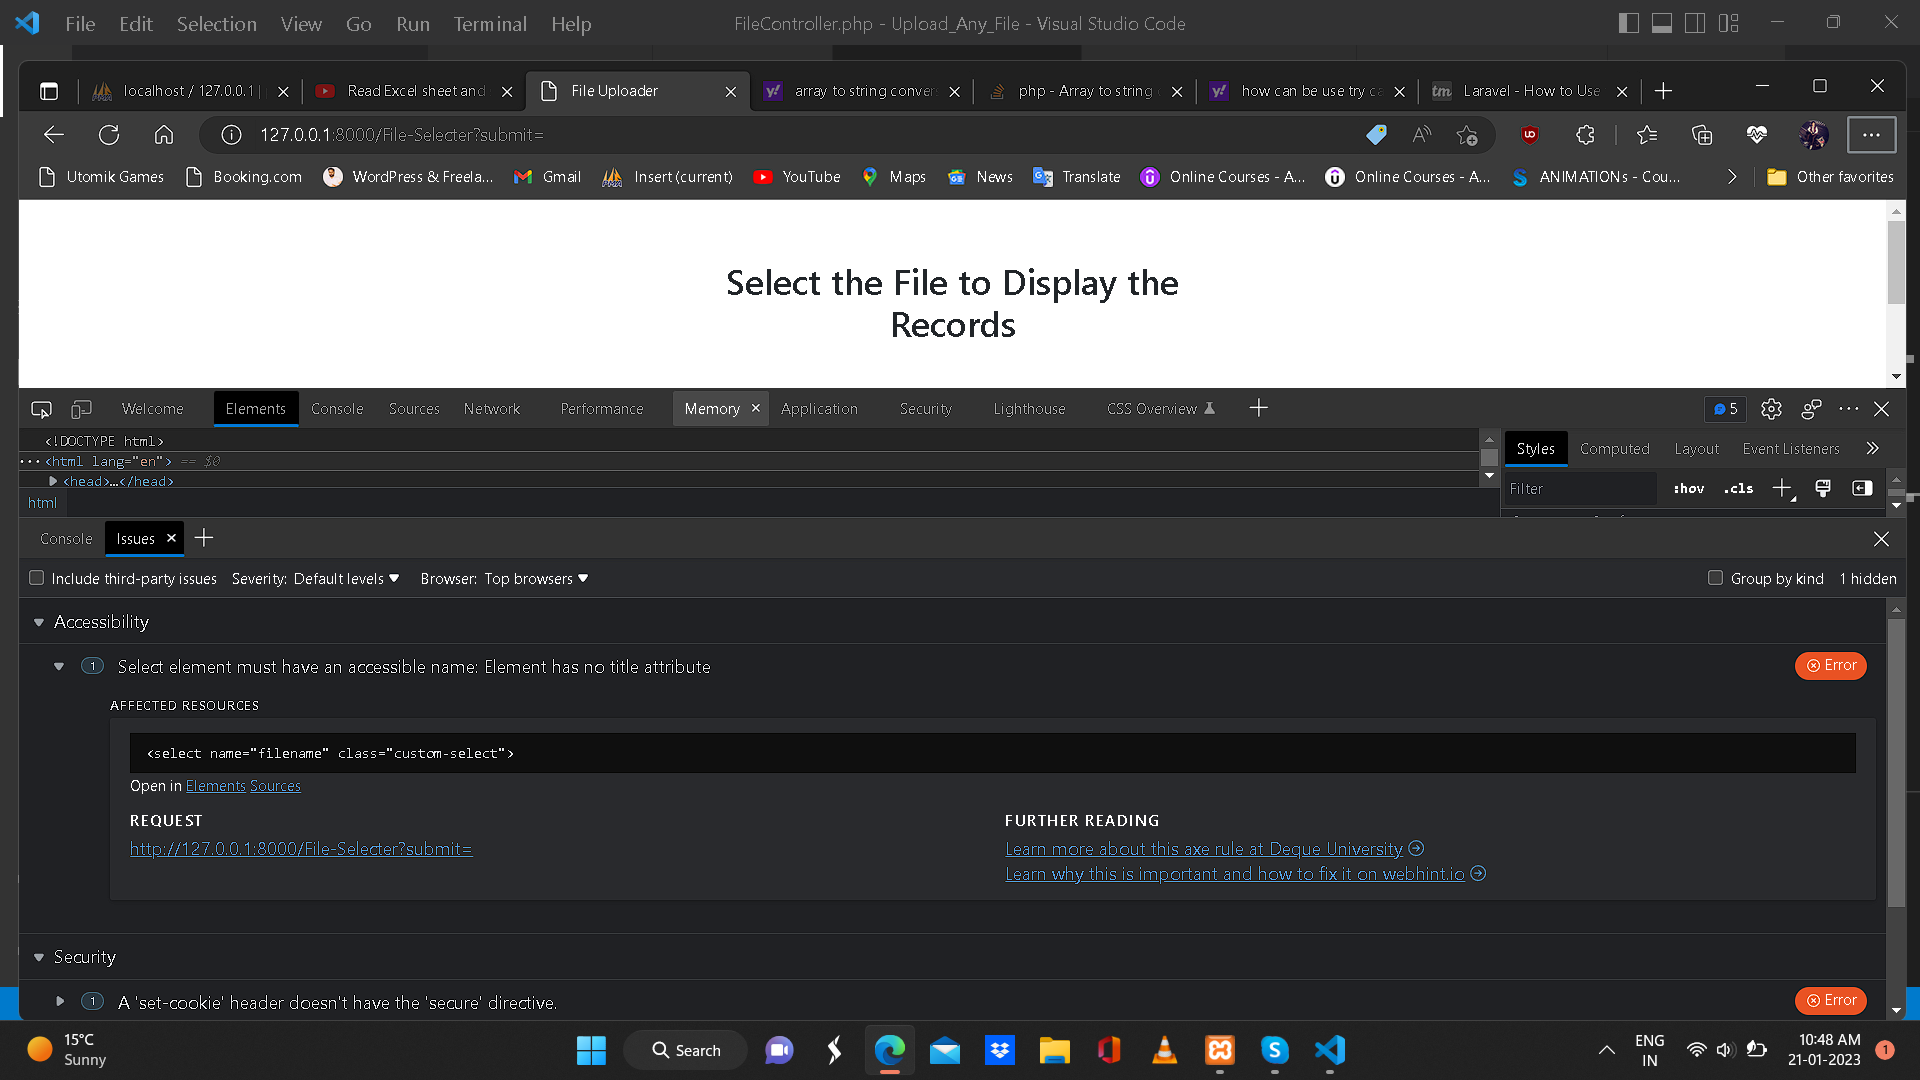 File Edit Selection View Go Run Terminal Help FileController.php - Upload_Any_File - Visual Studio Code
localhost / 127.0.0.1 | Read Excel sheet and File Uploader array to string conver php - Array to string how can be use try ca tm Laravel - How to Use
127.0.0.1:8000/File-Selecter?submit=
Utomik Games Booking.com WordPress & Freela... Gmail Insert (current) YouTube Maps News Translate Online Courses - A... Online Courses - A... ANIMATIONs - Cou... Other favorites
Select the File to Display the
Records
Welcome Elements Console Sources Network Performance Memory Application Security Lighthouse CSS Overview 5
<!DOCTYPE html>
<html lang="en"> == $0
<head>…</head>
html
Styles Computed Layout Event Listeners
Filter :hov .cls
Console Issues
Include third-party issues Severity: Default levels Browser: Top browsers Group by kind 1 hidden
Accessibility
1 Select element must have an accessible name: Element has no title attribute Error
AFFECTED RESOURCES
<select name="filename" class="custom-select">
Open in Elements Sources
REQUEST FURTHER READING
http://127.0.0.1:8000/File-Selecter?submit= Learn more about this axe rule at Deque University
Learn why this is important and how to fix it on webhint.io
Security
1 A 'set-cookie' header doesn't have the 'secure' directive. Error
15°C
Sunny
Search
ENG
IN
10:48 AM
21-01-2023
1